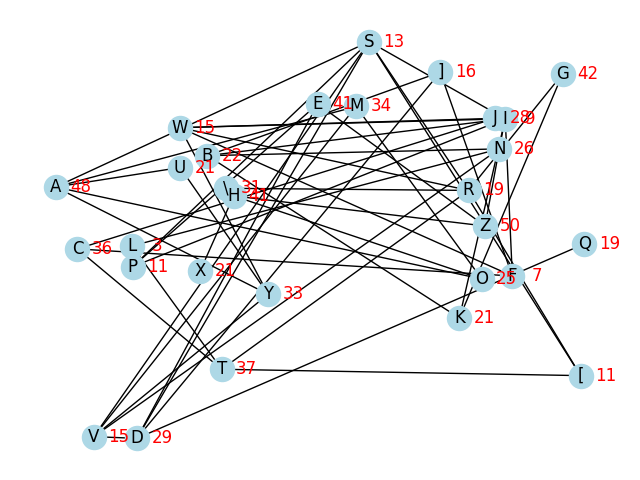 S 13
] 16
G 42
E 41
M 34
J 28
I 9
W 15
N 26
B 22
U 21
A 48
\ 31
R 19
H
Z 50
Q 19
L 3
C 36
P 11
X 21
F 7
O 25
Y 33
K 21
T 37
[ 11
V 15
D 29